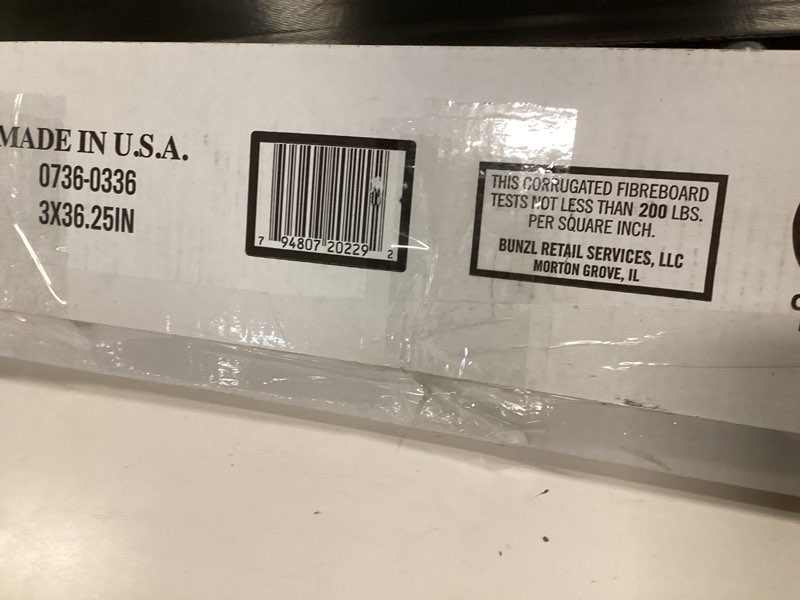 MADE IN U.S.A.
0736-0336
3X36.25IN
7 94807 20229 2
THIS CORRUGATED FIBREBOARD
TESTS NOT LESS THAN 200 LBS.
PER SQUARE INCH.
BUNZL RETAIL SERVICES, LLC
MORTON GROVE, IL